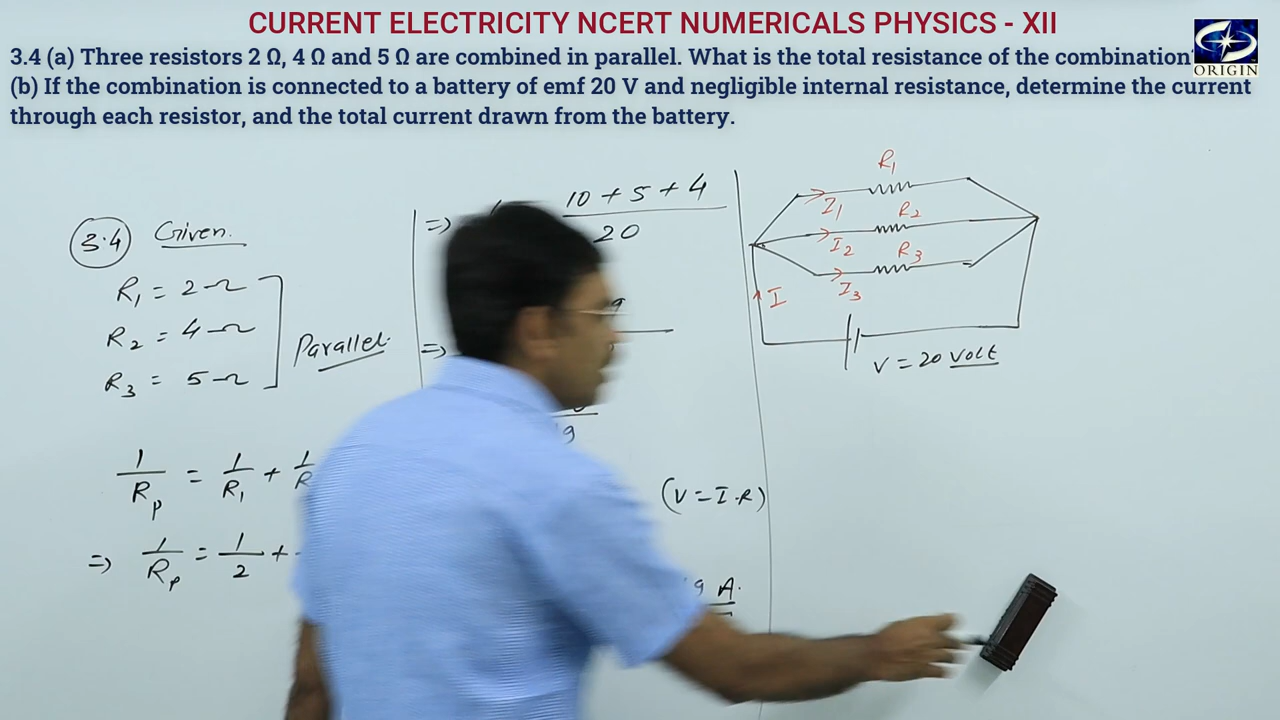 CURRENT ELECTRICITY NCERT NUMERICALS PHYSICS - XII
3.4 (a) Three resistors 2 Ω, 4 Ω and 5 Ω are combined in parallel. What is the total resistance of the combination
(b) If the combination is connected to a battery of emf 20 V and negligible internal resistance, determine the current
through each resistor, and the total current drawn from the battery.
ORIGIN
3.4 Given.
R₁ = 2 Ω
R₂ = 4 Ω
R₃ = 5 Ω
Parallel.
1/Rp = 1/R₁ + 1/R
⇒ 1/Rp = 1/2 +
⇒ 10 + 5 + 4 / 20
⇒ 9
9
(V = I.R)
9 A.
R₁
I₁
R₂
I₂
R₃
I₃
I
V = 20 Volt